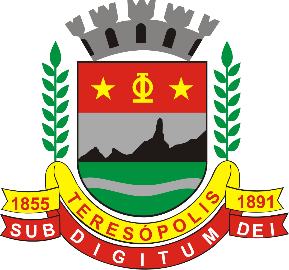 Φ
1855 TERESÓPOLIS 1891
SUB DIGITUM DEI